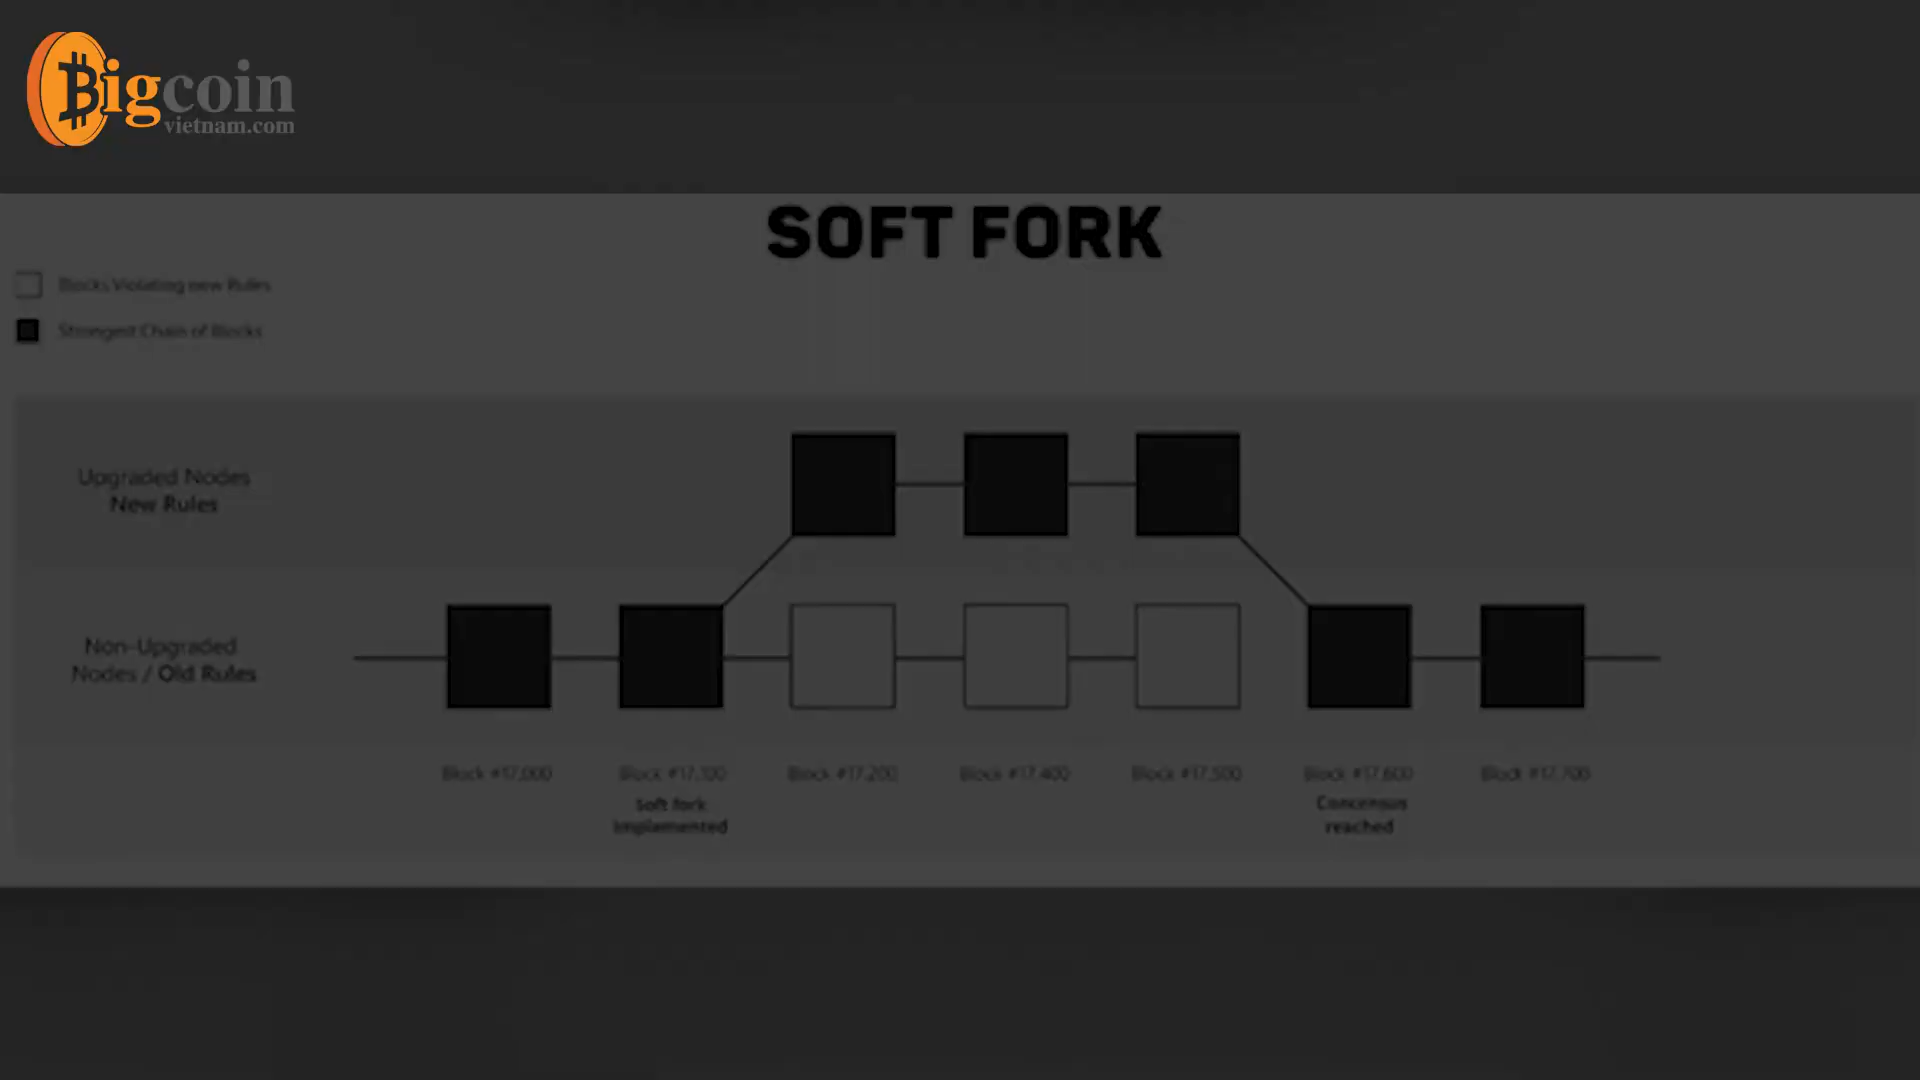 Bigcoin
vietnam.com
SOFT FORK
Blocks Violating new Rules
Strongest Chain of Blocks
Upgraded Nodes
New Rules
Non-Upgraded
Nodes / Old Rules
Block #17,000
Block #17,100
Block #17,200
Block #17,400
Block #17,500
Block #17,600
Block #17,700
Soft fork
implemented
Concensus
reached